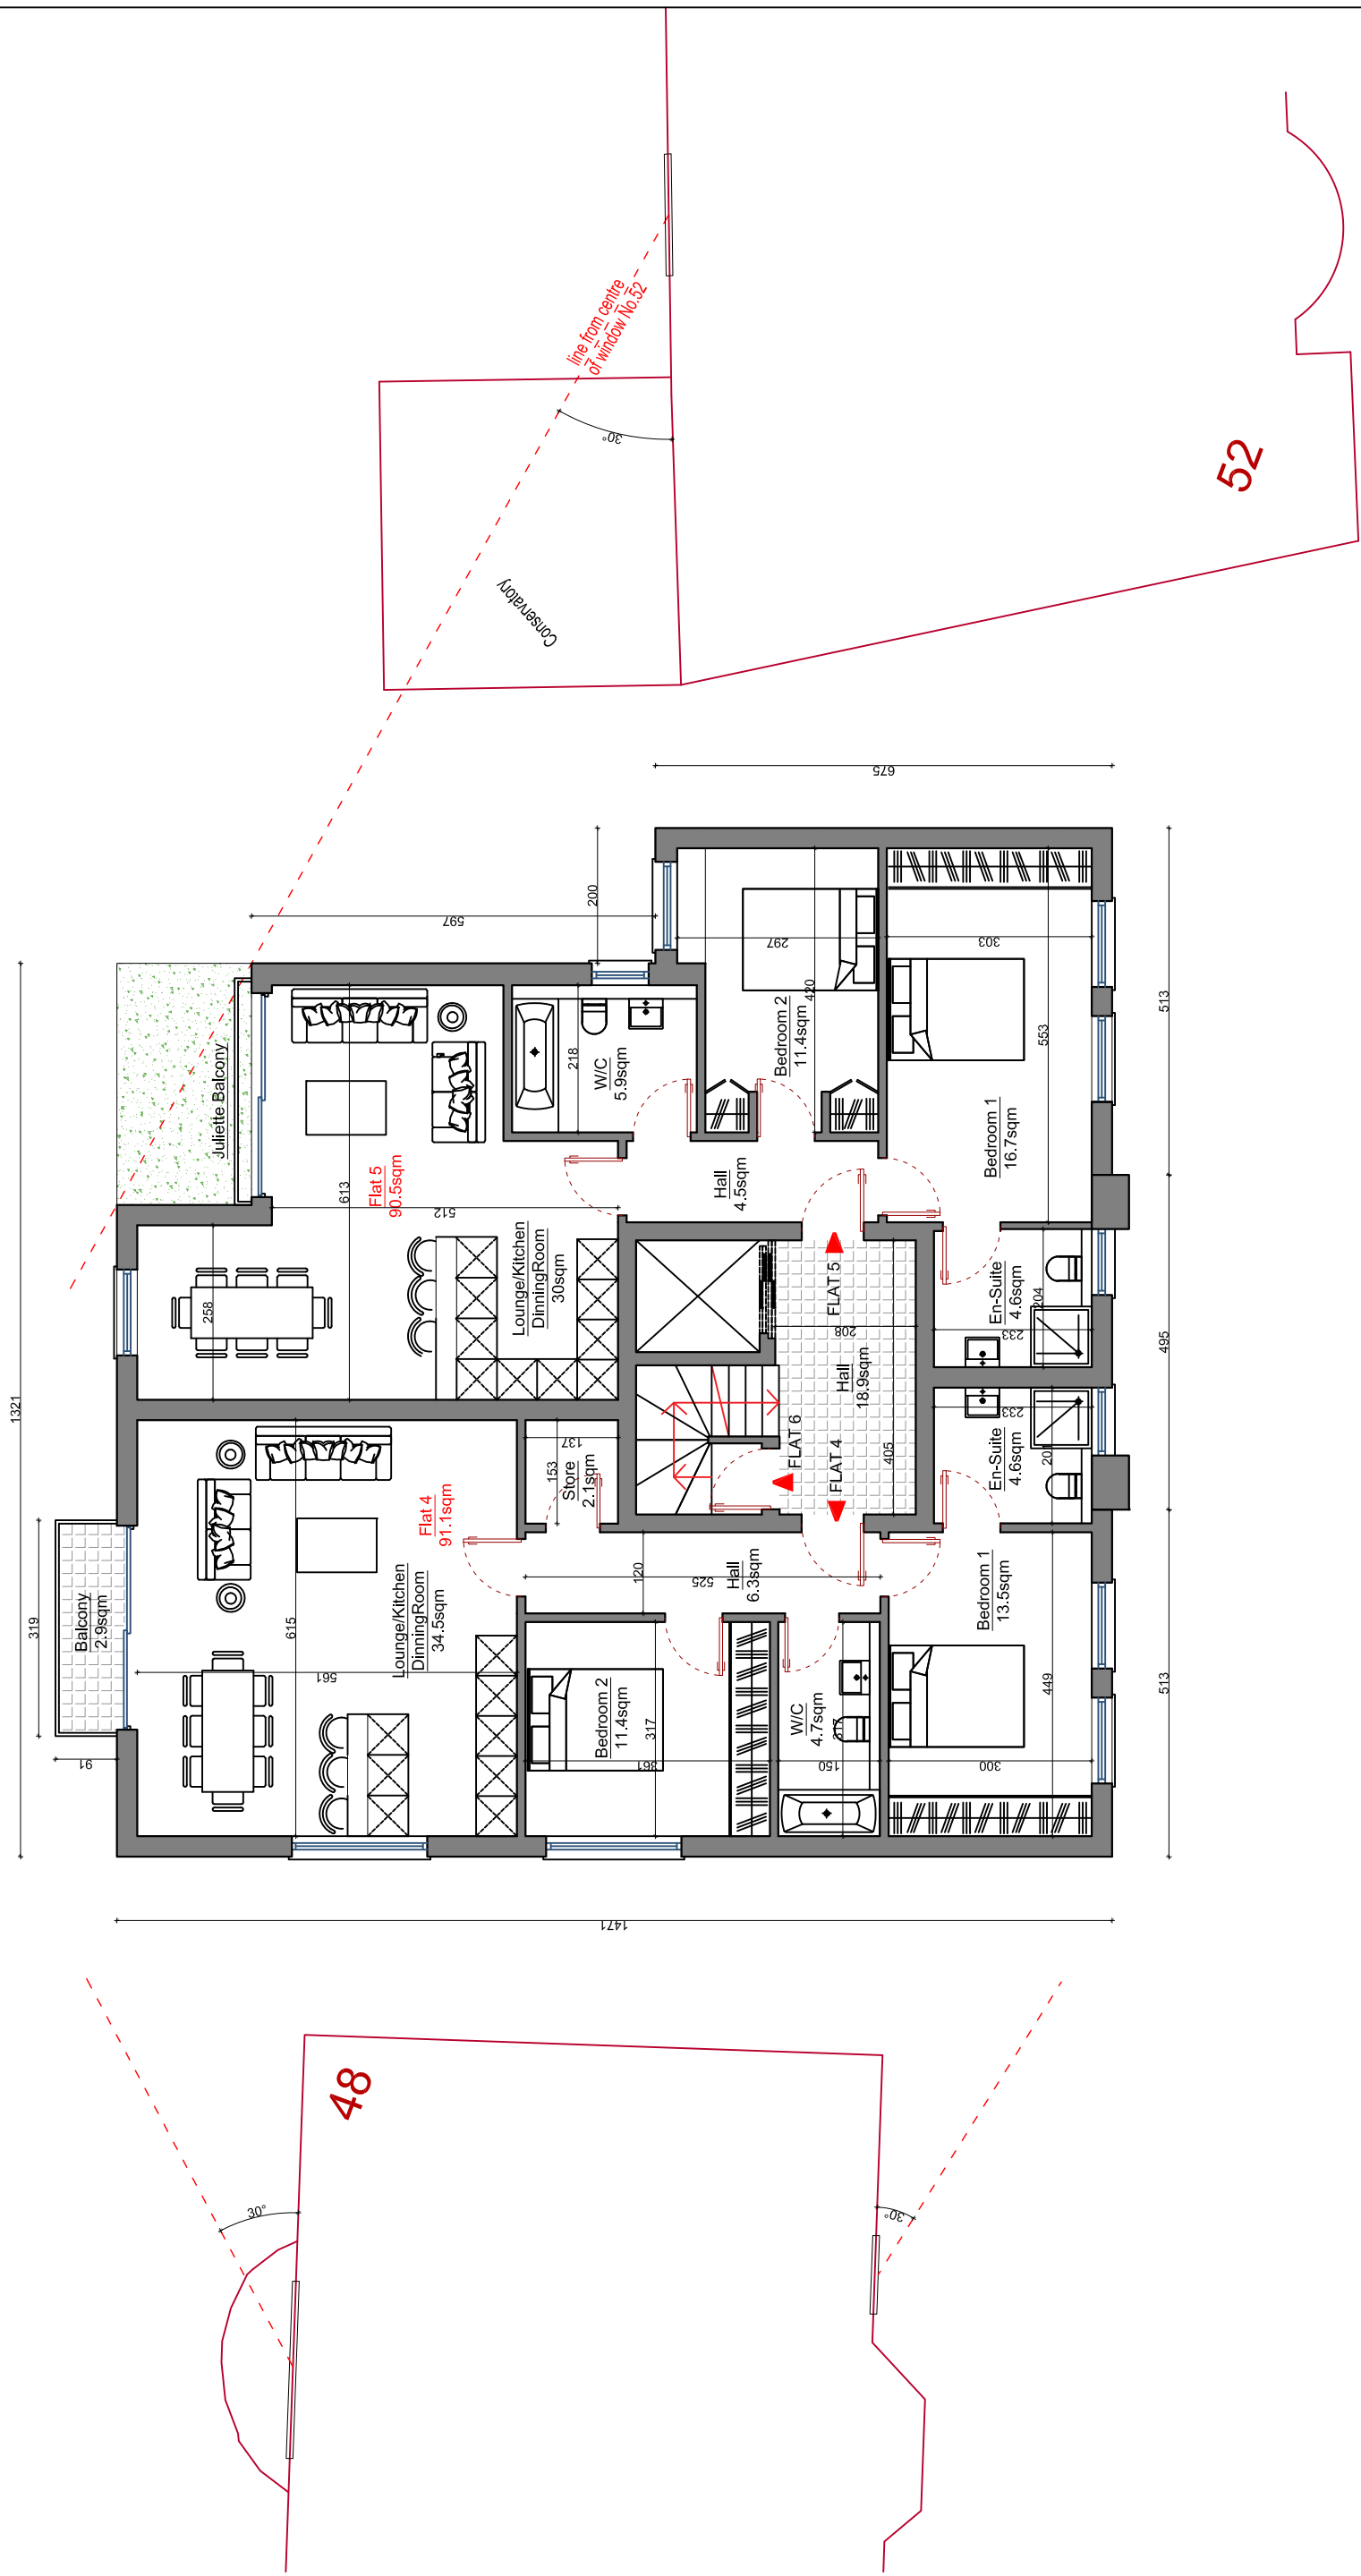 line from centre
of window No.52
30°
Conservatory
52
675
200
597
Juliette Balcony
1321
613
Flat 5
90.5sqm
512
258
Lounge/Kitchen
DinningRoom
30sqm
218
W/C
5.9sqm
297
420
Bedroom 2
11.4sqm
303
553
Bedroom 1
16.7sqm
513
Hall
4.5sqm
FLAT 5
208
Hall
18.9sqm
FLAT 6
FLAT 4
405
En-Suite
4.6sqm
204
233
495
En-Suite
4.6sqm
201
233
319
Balcony
2.9sqm
91
615
561
Flat 4
91.1sqm
Lounge/Kitchen
DinningRoom
34.5sqm
137
153
Store
2.1sqm
120
525
Hall
6.3sqm
Bedroom 2
11.4sqm
317
361
W/C
4.7sqm
317
150
Bedroom 1
13.5sqm
449
300
513
1471
48
30°
30°